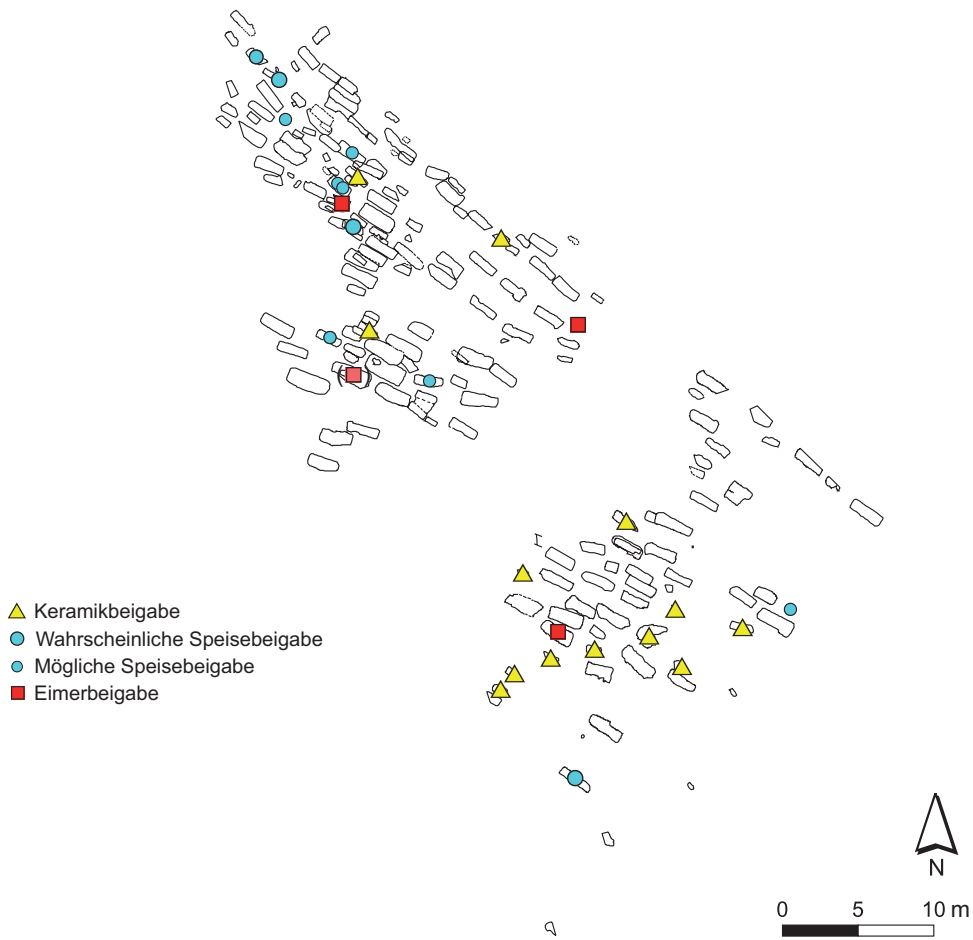 Keramikbeigabe
Wahrscheinliche Speisebeigabe
Mögliche Speisebeigabe
Eimerbeigabe
N
0 5 10 m